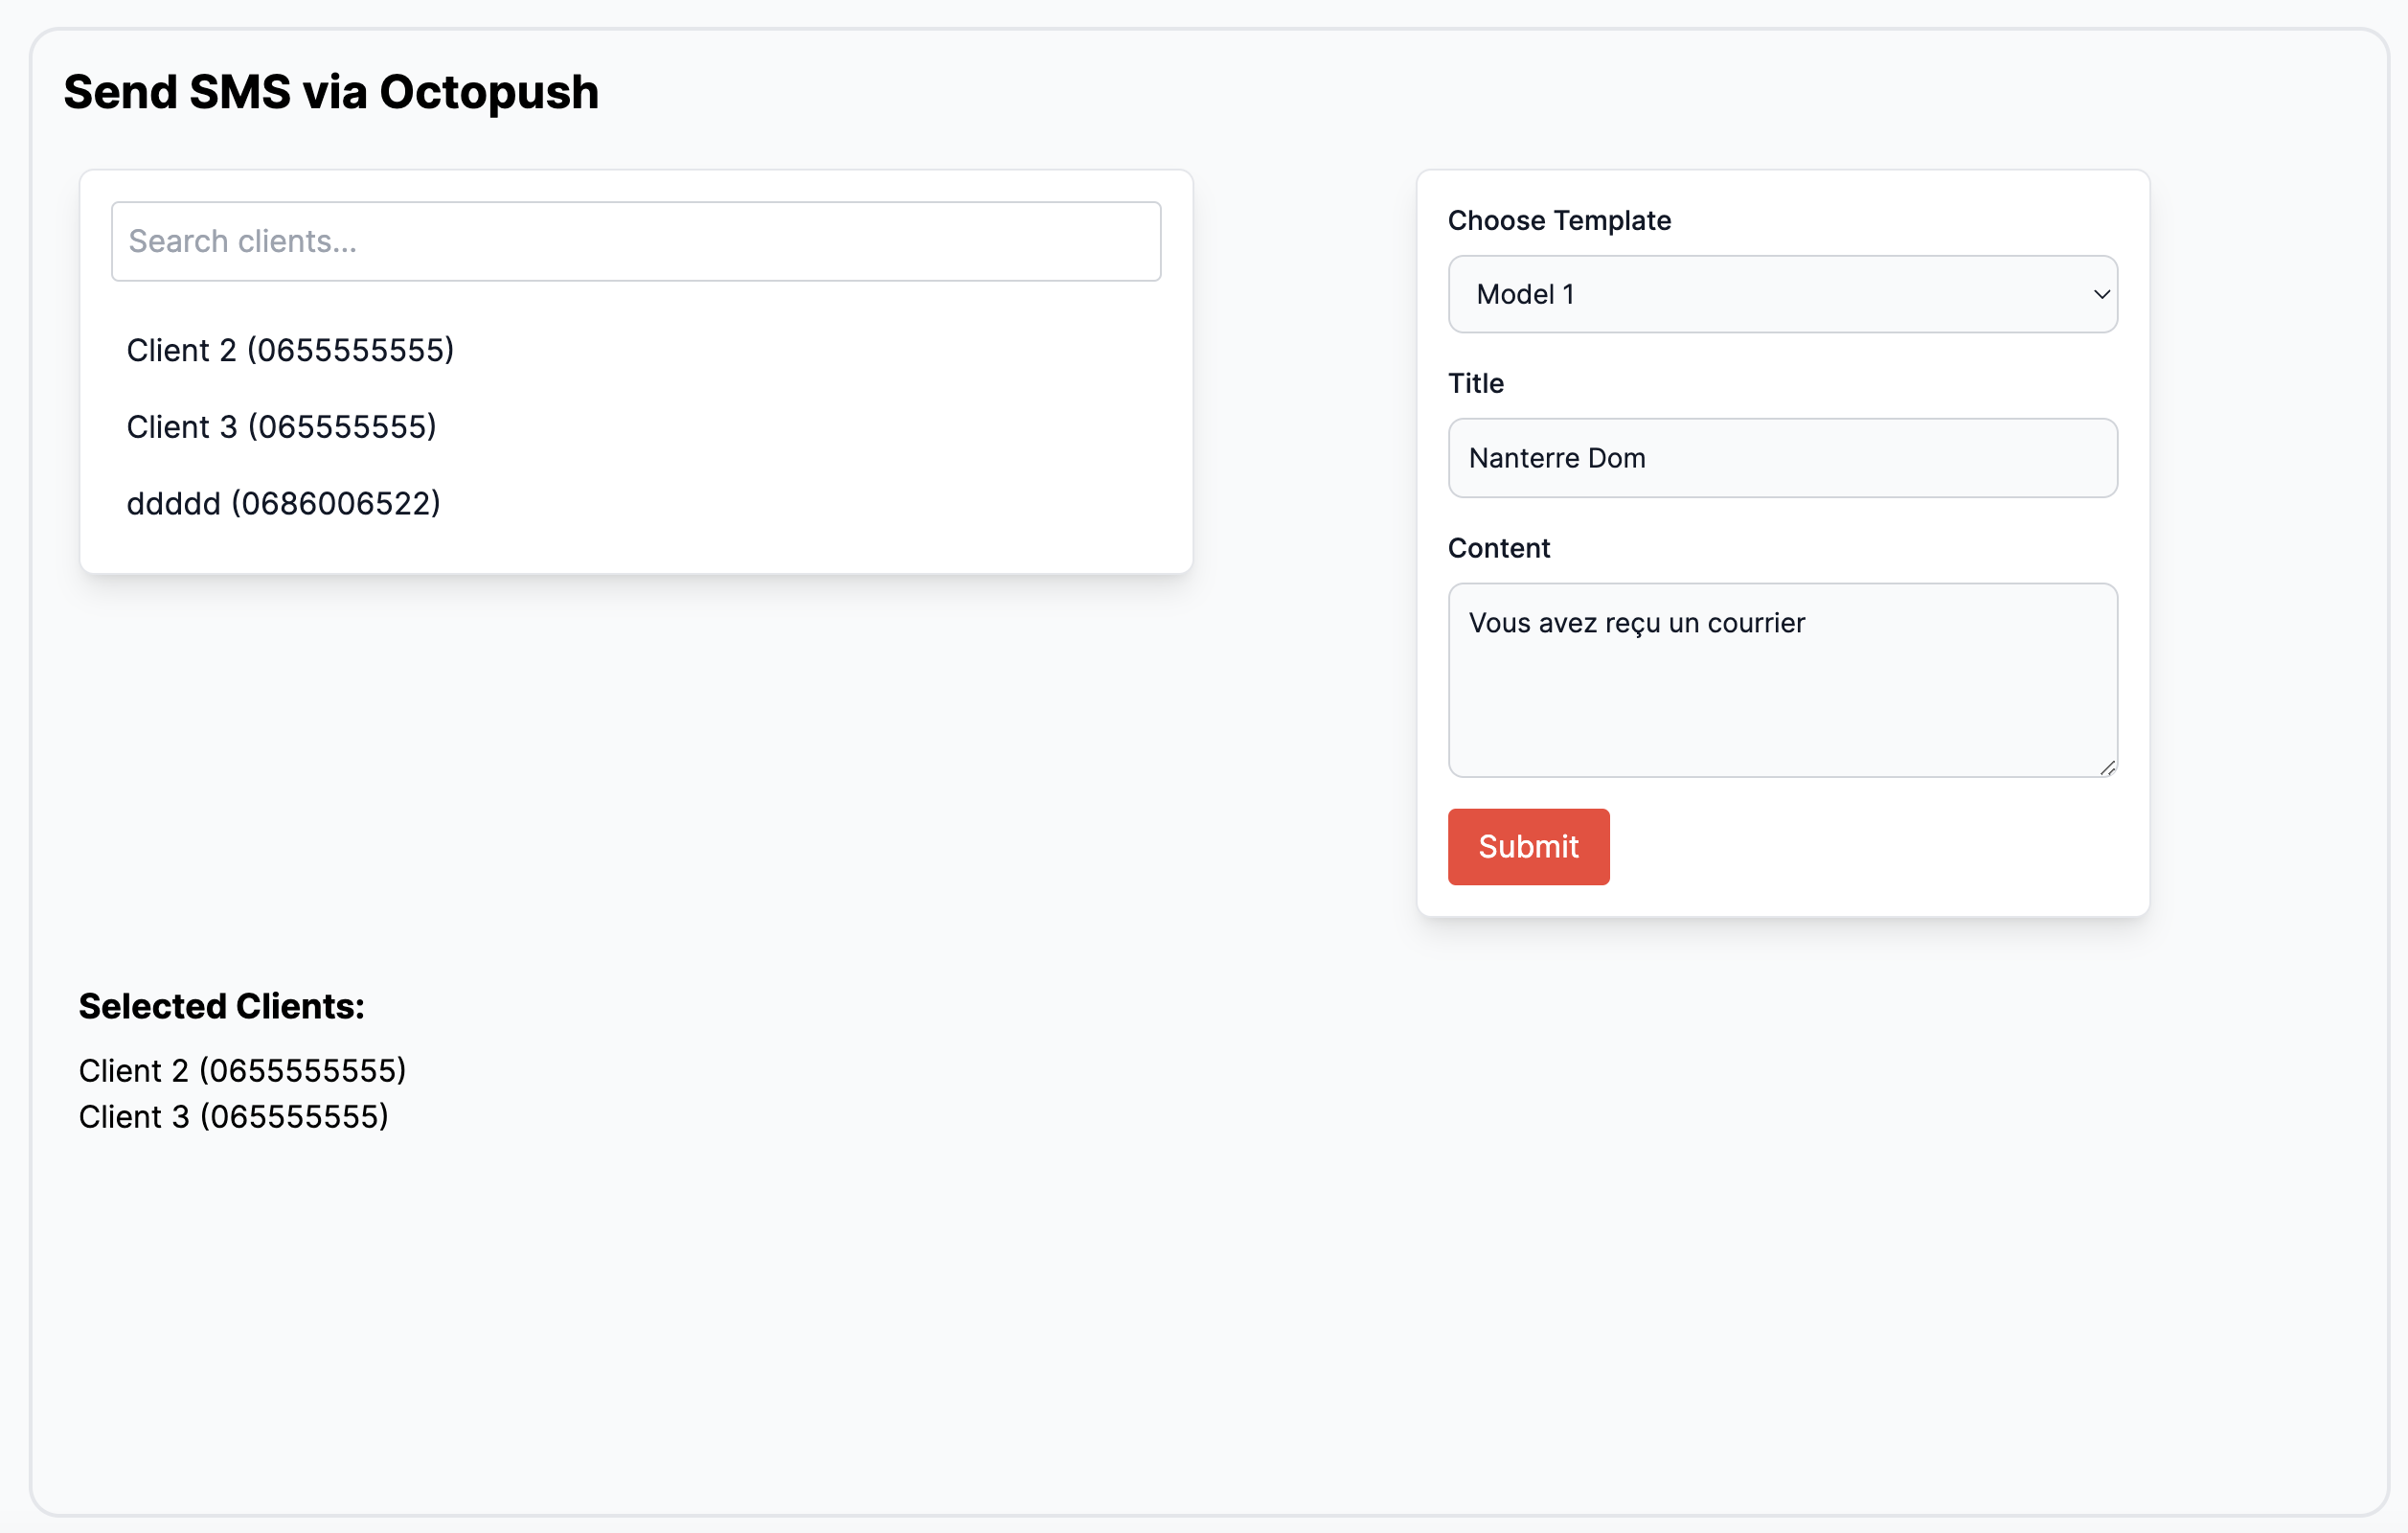 Send SMS via Octopush
Search clients...
Client 2 (0655555555)
Client 3 (065555555)
ddddd (0686006522)
Choose Template
Model 1
Title
Nanterre Dom
Content
Vous avez reçu un courrier
Submit
Selected Clients:
Client 2 (0655555555)
Client 3 (065555555)